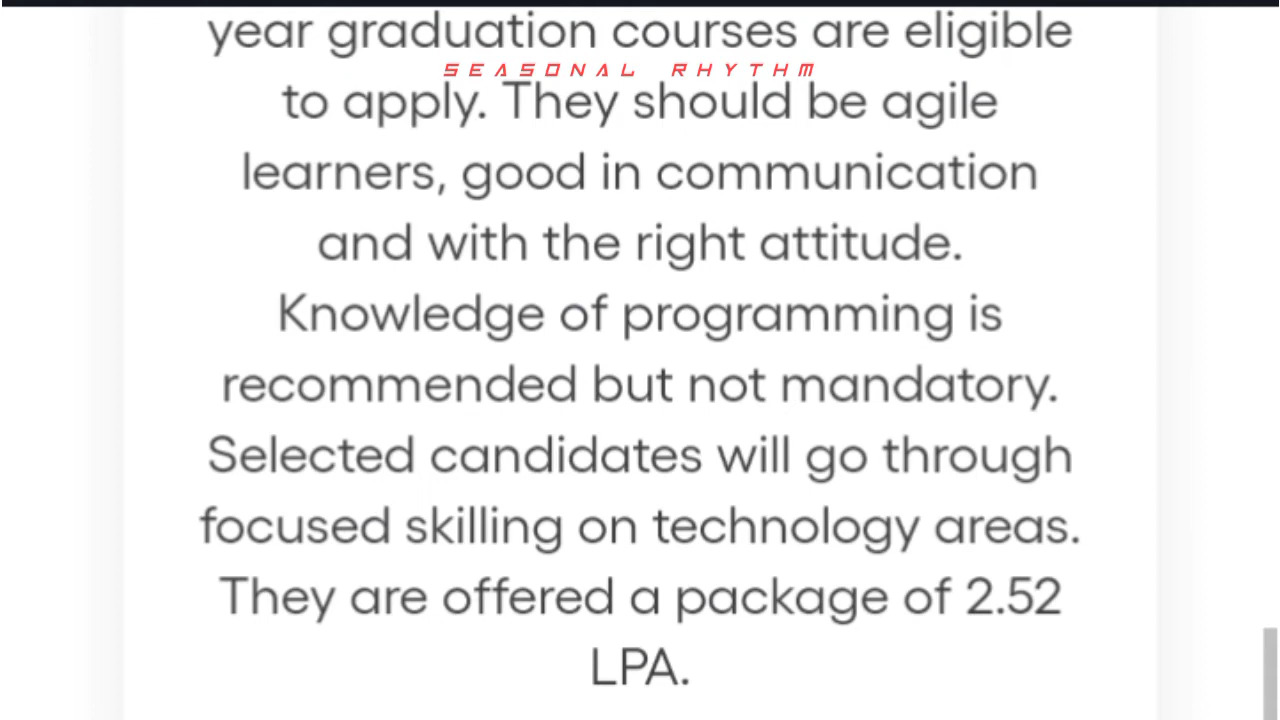 year graduation courses are eligible
SEASONAL RHYTHM
to apply. They should be agile
learners, good in communication
and with the right attitude.
Knowledge of programming is
recommended but not mandatory.
Selected candidates will go through
focused skilling on technology areas.
They are offered a package of 2.52
LPA.